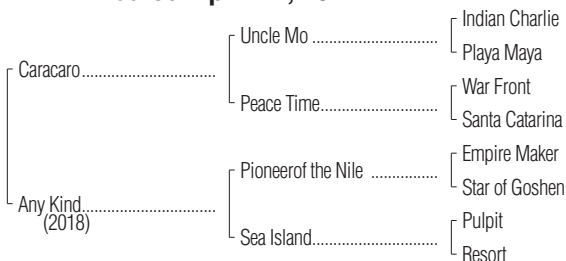 Indian Charlie
Uncle Mo ................................
Playa Maya
Caracaro..................................
War Front
Peace Time..............................
Santa Catarina
Empire Maker
Pioneerof the Nile .................
Star of Goshen
Any Kind..................................
(2018)
Pulpit
Sea Island................................
Resort